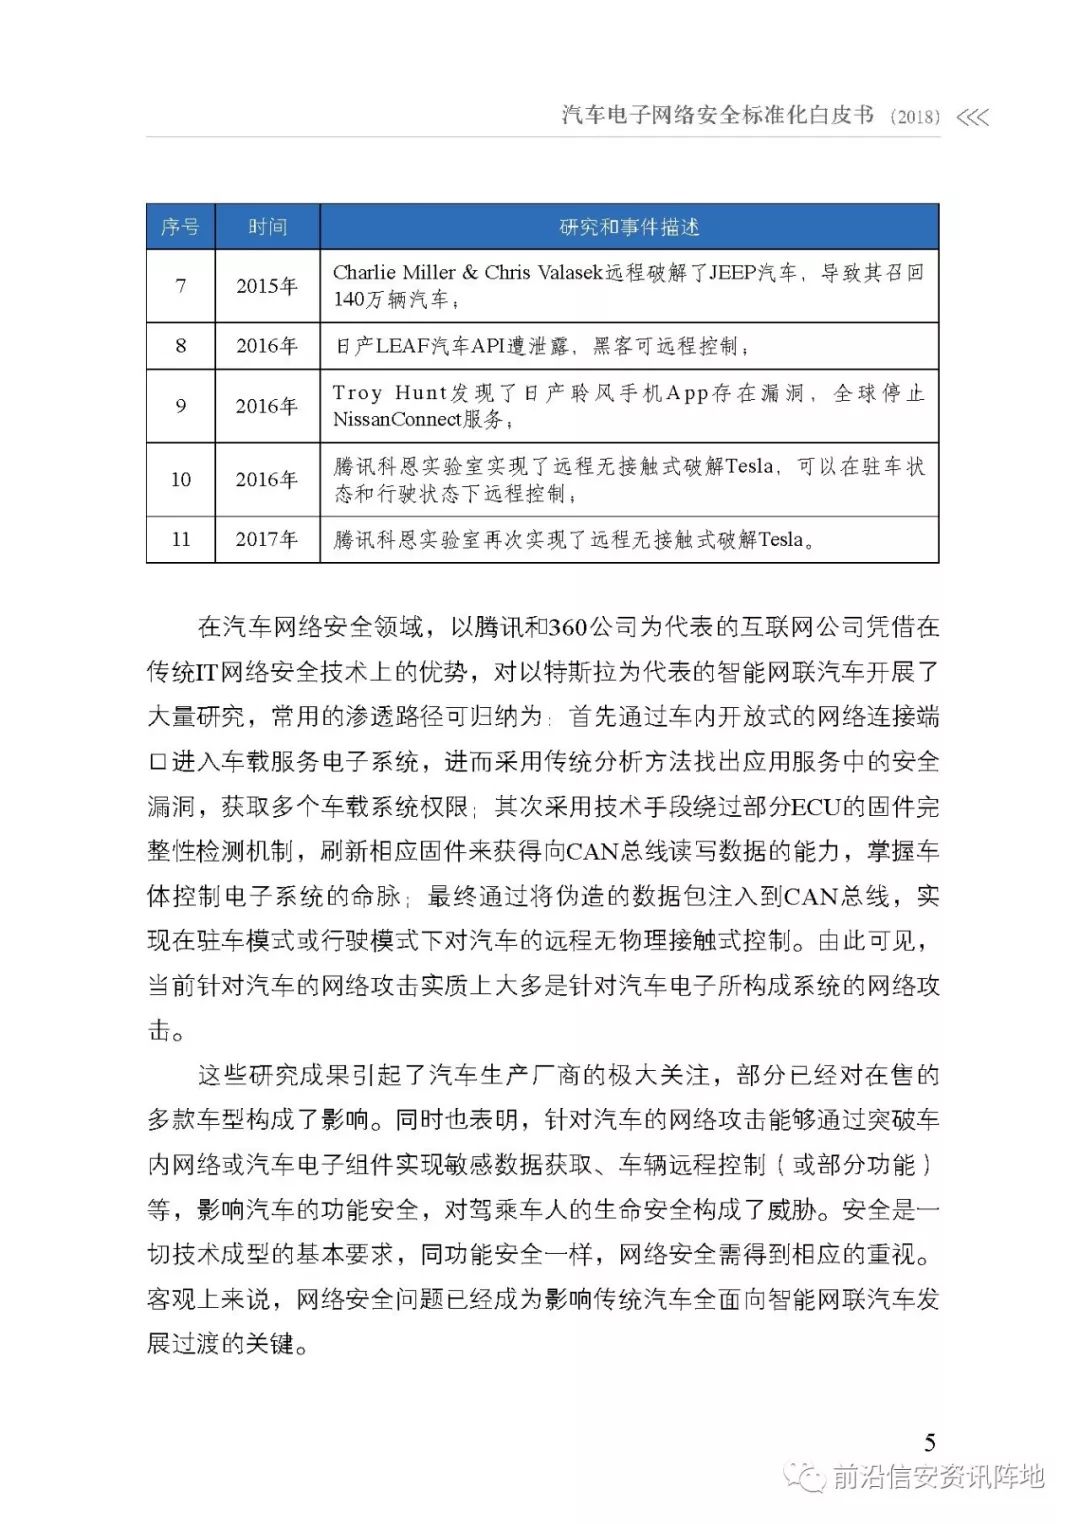 汽车电子网络安全标准化白皮书 (2018)
序号 时间 研究和事件描述
7 2015年 Charlie Miller & Chris Valasek远程破解了JEEP汽车，导致其召回
140万辆汽车；
8 2016年 日产LEAF汽车API遭泄露，黑客可远程控制；
9 2016年 Troy Hunt发现了日产聆风手机App存在漏洞，全球停止
NissanConnect服务；
10 2016年 腾讯科恩实验室实现了远程无接触式破解Tesla，可以在驻车状
态和行驶状态下远程控制；
11 2017年 腾讯科恩实验室再次实现了远程无接触式破解Tesla。
在汽车网络安全领域，以腾讯和360公司为代表的互联网公司凭借在
传统IT网络安全技术上的优势，对以特斯拉为代表的智能网联汽车开展了
大量研究，常用的渗透路径可归纳为：首先通过车内开放式的网络连接端
口进入车载服务电子系统，进而采用传统分析方法找出应用服务中的安全
漏洞，获取多个车载系统权限；其次采用技术手段绕过部分ECU的固件完
整性检测机制，刷新相应固件来获得向CAN总线读写数据的能力，掌握车
体控制电子系统的命脉；最终通过将伪造的数据包注入到CAN总线，实
现在驻车模式或行驶模式下对汽车的远程无物理接触式控制。由此可见，
当前针对汽车的网络攻击实质上大多是针对汽车电子所构成系统的网络攻
击。
这些研究成果引起了汽车生产厂商的极大关注，部分已经对在售的
多款车型构成了影响。同时也表明，针对汽车的网络攻击能够通过突破车
内网络或汽车电子组件实现敏感数据获取、车辆远程控制（或部分功能）
等，影响汽车的功能安全，对驾乘车人的生命安全构成了威胁。安全是一
切技术成型的基本要求，同功能安全一样，网络安全需得到相应的重视。
客观上来说，网络安全问题已经成为影响传统汽车全面向智能网联汽车发
展过渡的关键。
5
前沿信安资讯阵地